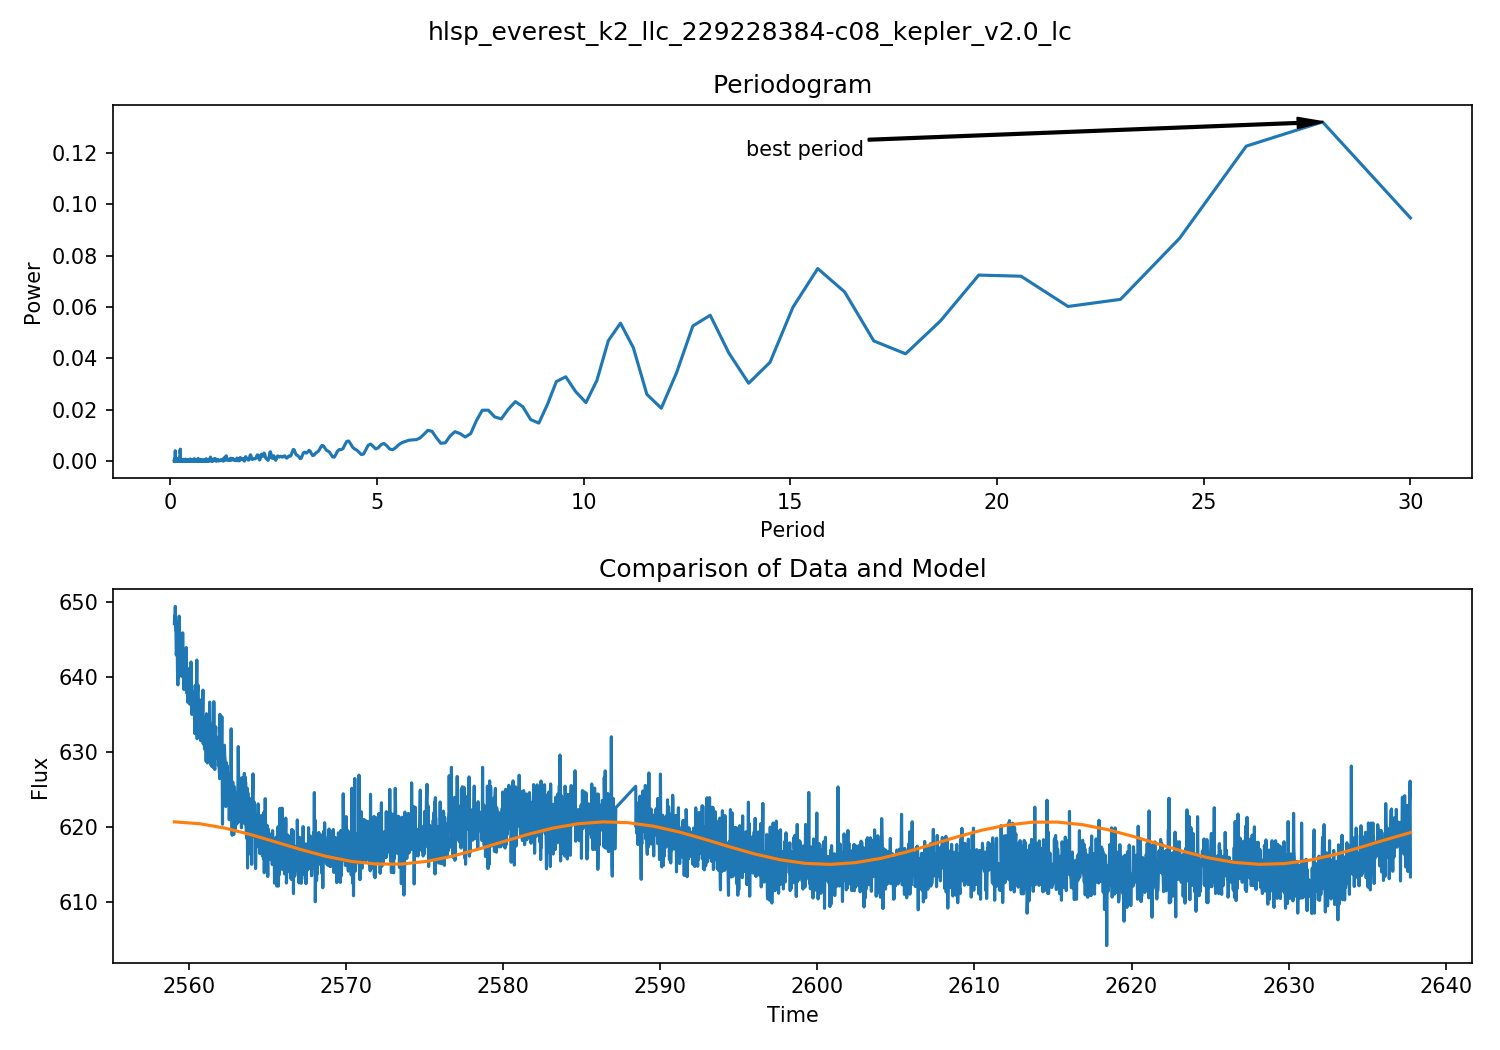 hlsp_everest_k2_llc_229228384-c08_kepler_v2.0_lc
Periodogram
best period
0.12
0.10
0.08
0.06
0.04
0.02
0.00
Power
0 5 10 15 20 25 30
Period
Comparison of Data and Model
650
640
630
620
610
Flux
2560 2570 2580 2590 2600 2610 2620 2630 2640
Time